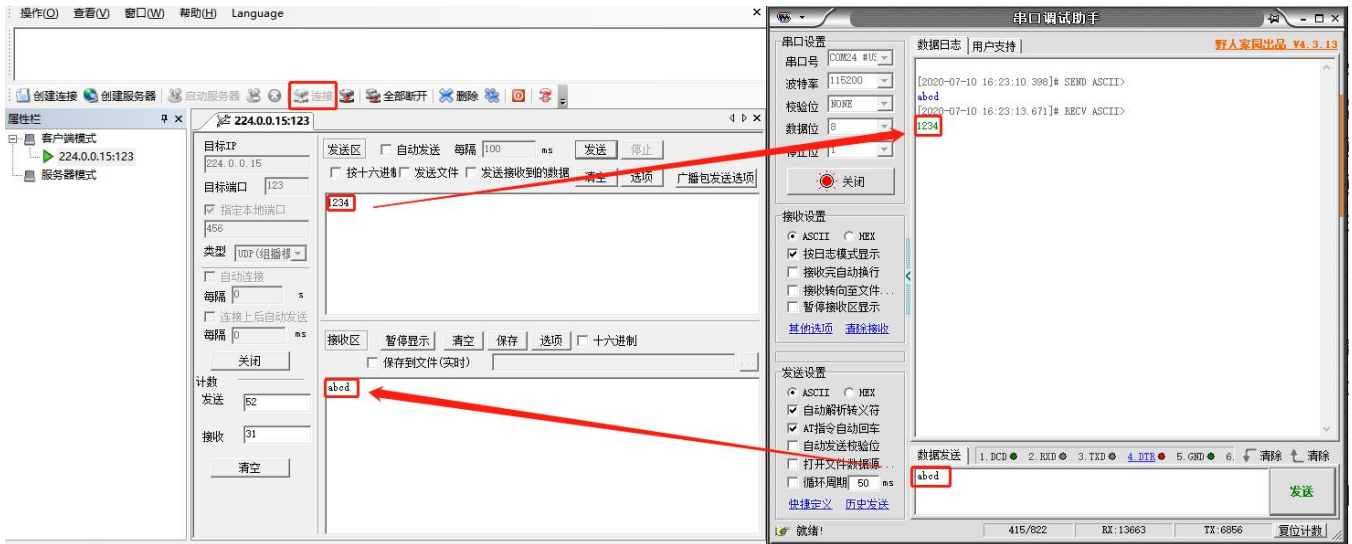 操作(O) 查看(V) 窗口(W) 帮助(H) Language ×
创建连接 创建服务器 启动服务器 连接 全部断开 删除
属性栏
客户端模式
224.0.0.15:123
服务器模式
224.0.0.15:123
目标IP
224.0.0.15
目标端口 123
指定本地端口
456
类型 UDP(组播模
自动连接
每隔 0 s
连接上后自动发送
每隔 0 ms
关闭
计数
发送 52
接收 31
清空
发送区 自动发送 每隔 100 ms 发送 停止
按十六进制 发送文件 发送接收到的数据 清空 选项 广播包发送选项
1234
接收区 暂停显示 清空 保存 选项 十六进制
保存到文件(实时) ...
abcd
串口调试助手
串口设置
串口号 COM24 #US
波特率 115200
校验位 NONE
数据位 8
停止位 1
关闭
接收设置
ASCII HEX
按日志模式显示
接收完自动换行
接收转向至文件...
暂停接收区显示
其他选项 清除接收
发送设置
ASCII HEX
自动解析转义符
AT指令自动回车
自动发送校验位
打开文件数据源...
循环周期 50 ms
快捷定义 历史发送
数据日志 用户支持 野人家园出品 V4.3.13
[2020-07-10 16:23:10.398]# SEND ASCII>
abcd
[2020-07-10 16:23:13.671]# RECV ASCII>
1234
数据发送 1.DCD 2.RXD 3.TXD 4.DTR 5.GND 6. 清除 清除
abcd
发送
就绪! 415/822 RX:13663 TX:6856 复位计数